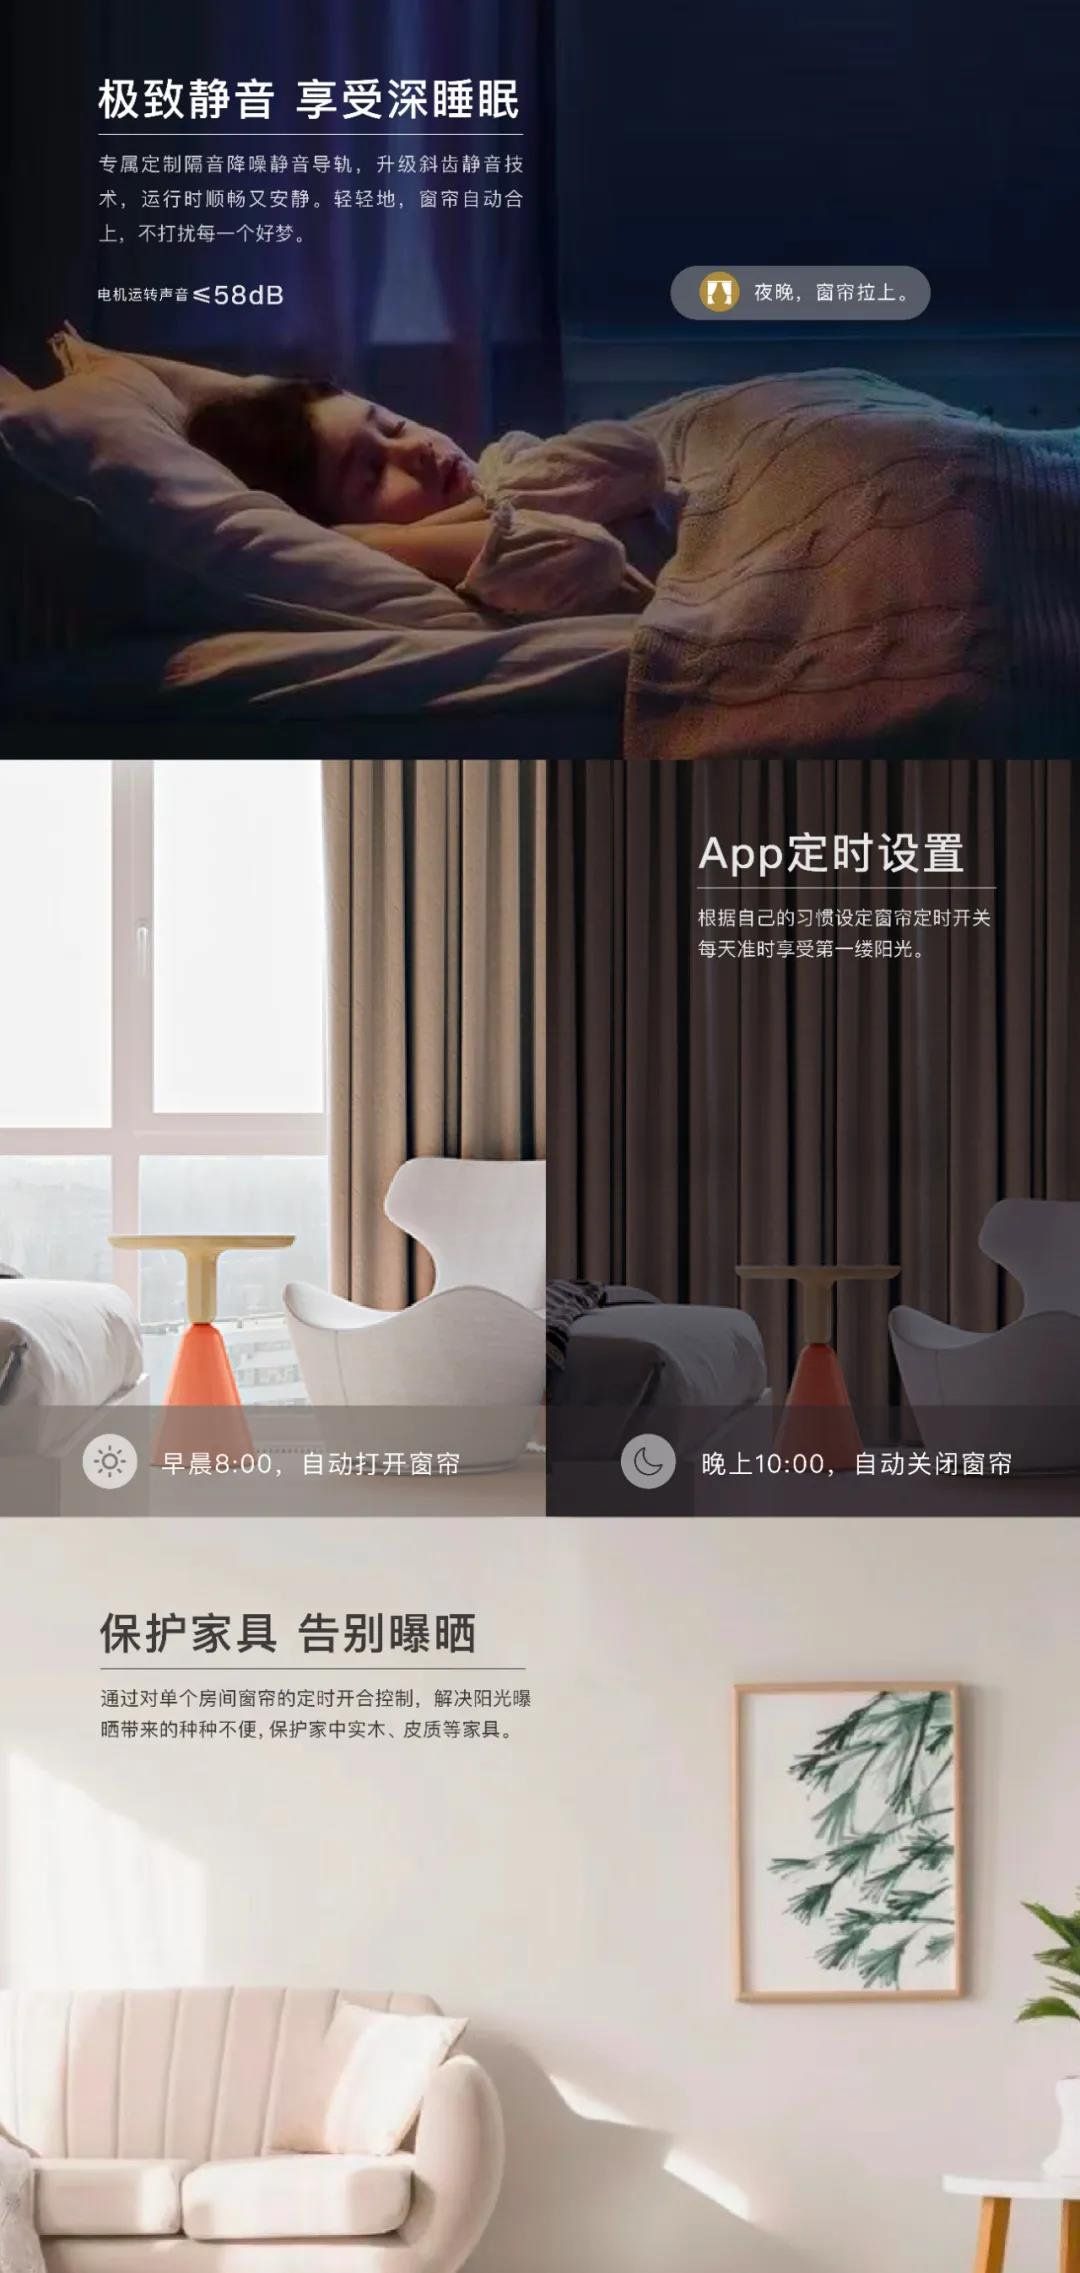 极致静音 享受深睡眠
专属定制隔音降噪静音导轨，升级斜齿静音技
术，运行时顺畅又安静。轻轻地，窗帘自动合
上，不打扰每一个好梦。
电机运转声音≤58dB
夜晚，窗帘拉上。
App定时设置
根据自己的习惯设定窗帘定时开关
每天准时享受第一缕阳光。
早晨8:00，自动打开窗帘
晚上10:00，自动关闭窗帘
保护家具 告别曝晒
通过对单个房间窗帘的定时开合控制，解决阳光曝
晒带来的种种不便，保护家中实木、皮质等家具。